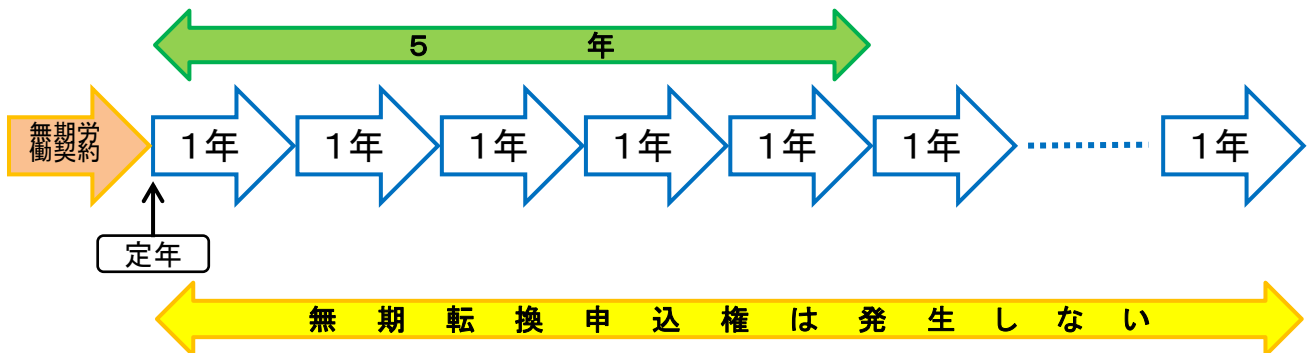 ５年
無期労
働契約
１年
１年
１年
１年
１年
１年
１年
定年
無期転換申込権は発生しない